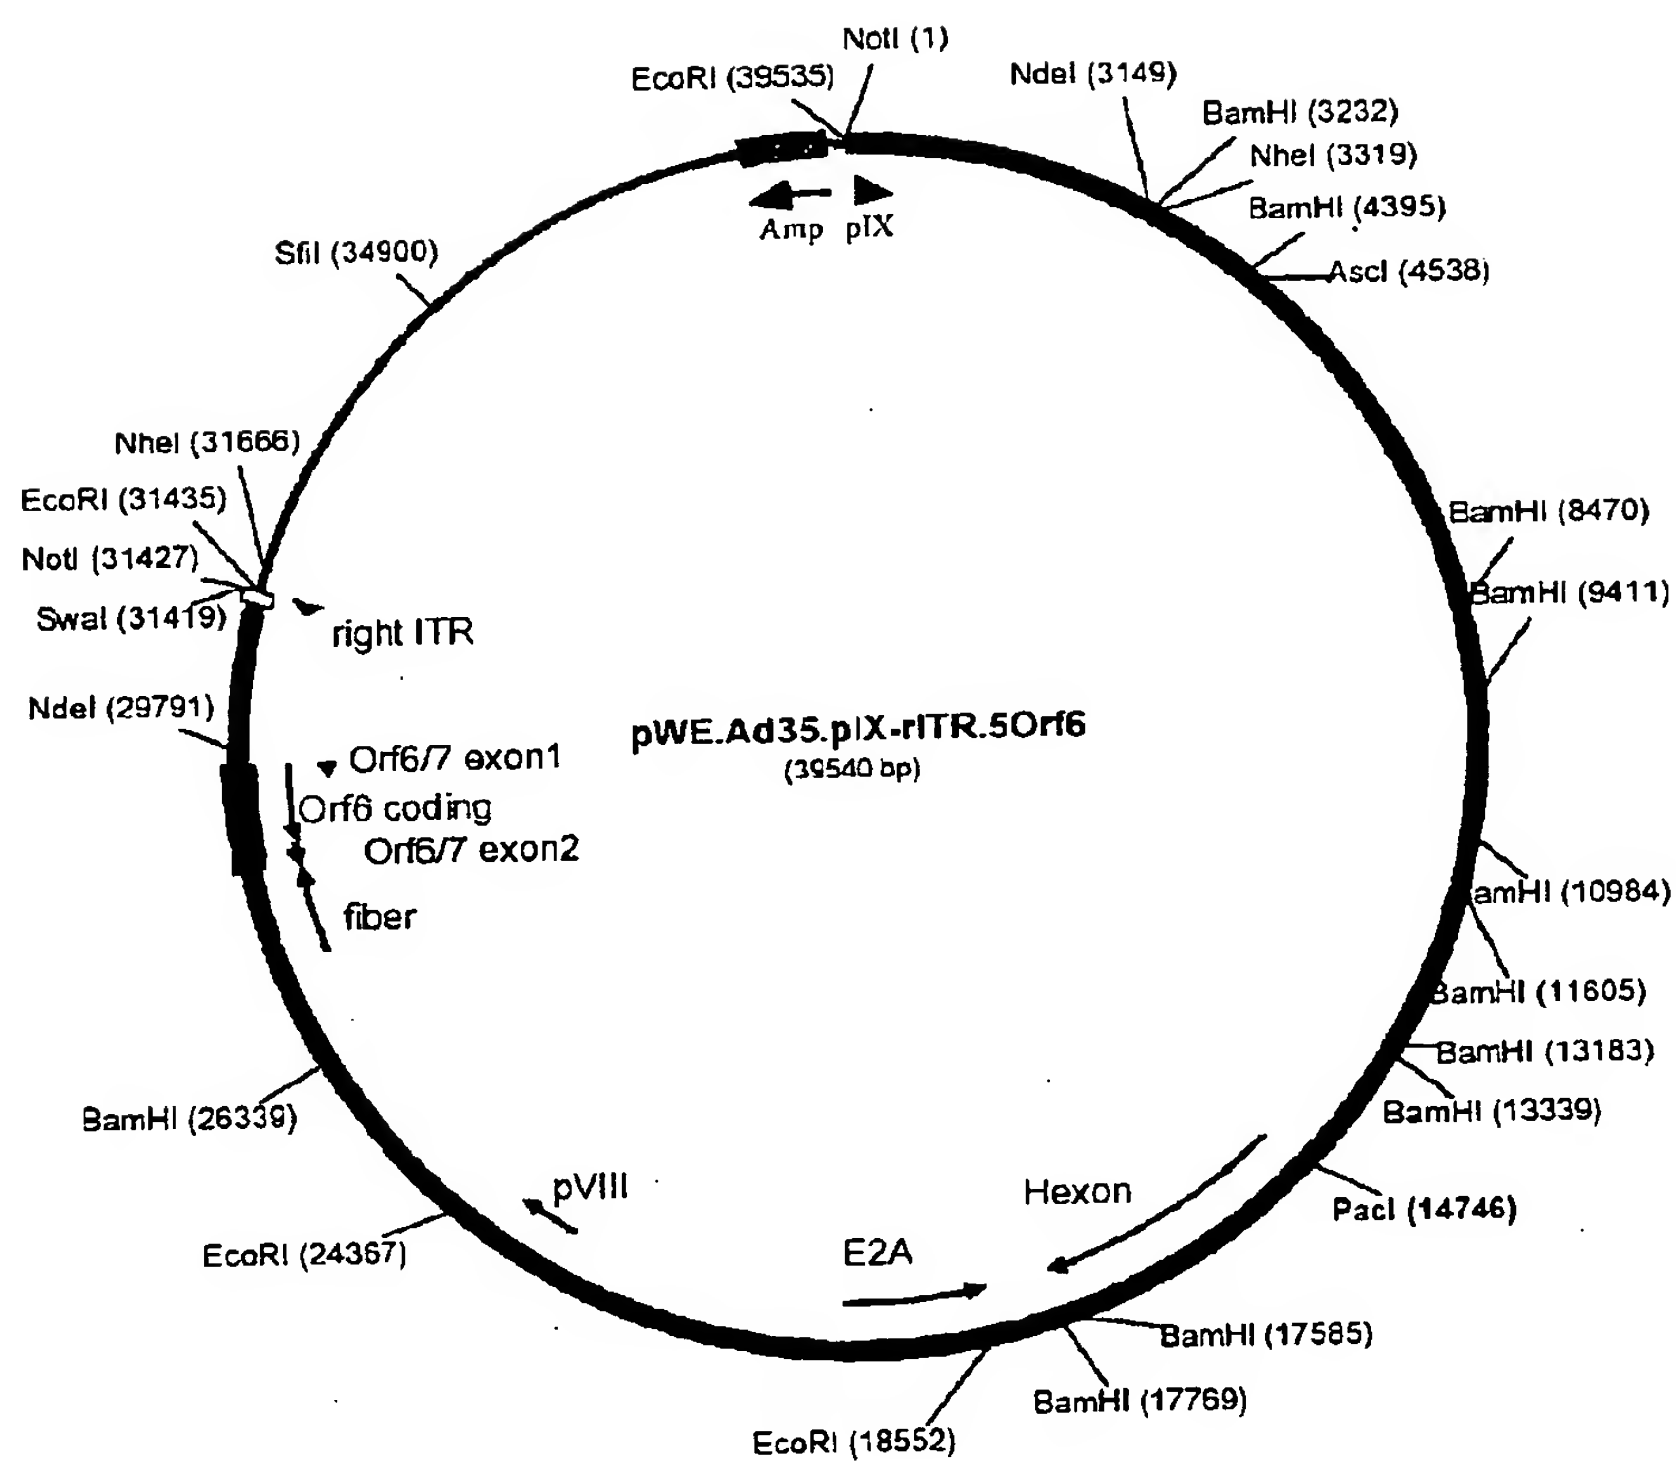 NotI (1)
EcoRI (39535)
NdeI (3149)
BamHI (3232)
NheI (3319)
BamHI (4395)
AscI (4538)
Amp
pIX
SfiI (34900)
NheI (31666)
EcoRI (31435)
NotI (31427)
SwaI (31419)
right ITR
BamHI (8470)
BamHI (9411)
NdeI (29791)
pWE.Ad35.pIX-rITR.5Orf6
(39540 bp)
Orf6/7 exon1
Orf6 coding
Orf6/7 exon2
fiber
amHI (10984)
BamHI (11605)
BamHI (13183)
BamHI (13339)
BamHI (26339)
pVIII
Hexon
PacI (14746)
EcoRI (24367)
E2A
BamHI (17585)
BamHI (17769)
EcoRI (18552)